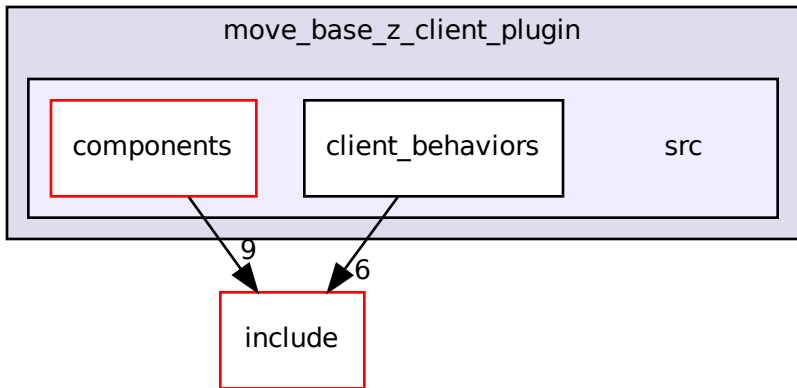 move_base_z_client_plugin
components
client_behaviors
src
9
6
include